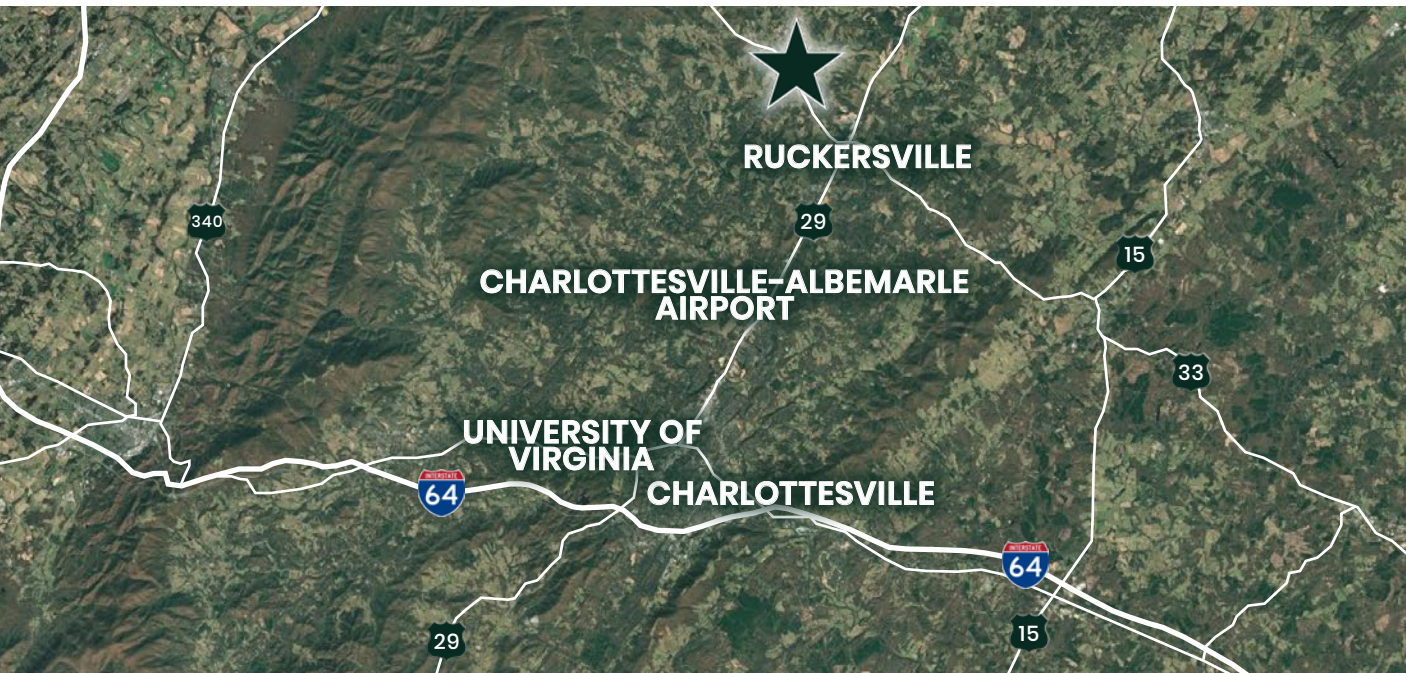 RUCKERSVILLE
340
29
15
CHARLOTTESVILLE-ALBEMARLE
AIRPORT
33
UNIVERSITY OF
VIRGINIA
INTERSTATE
64
CHARLOTTESVILLE
INTERSTATE
64
29
15